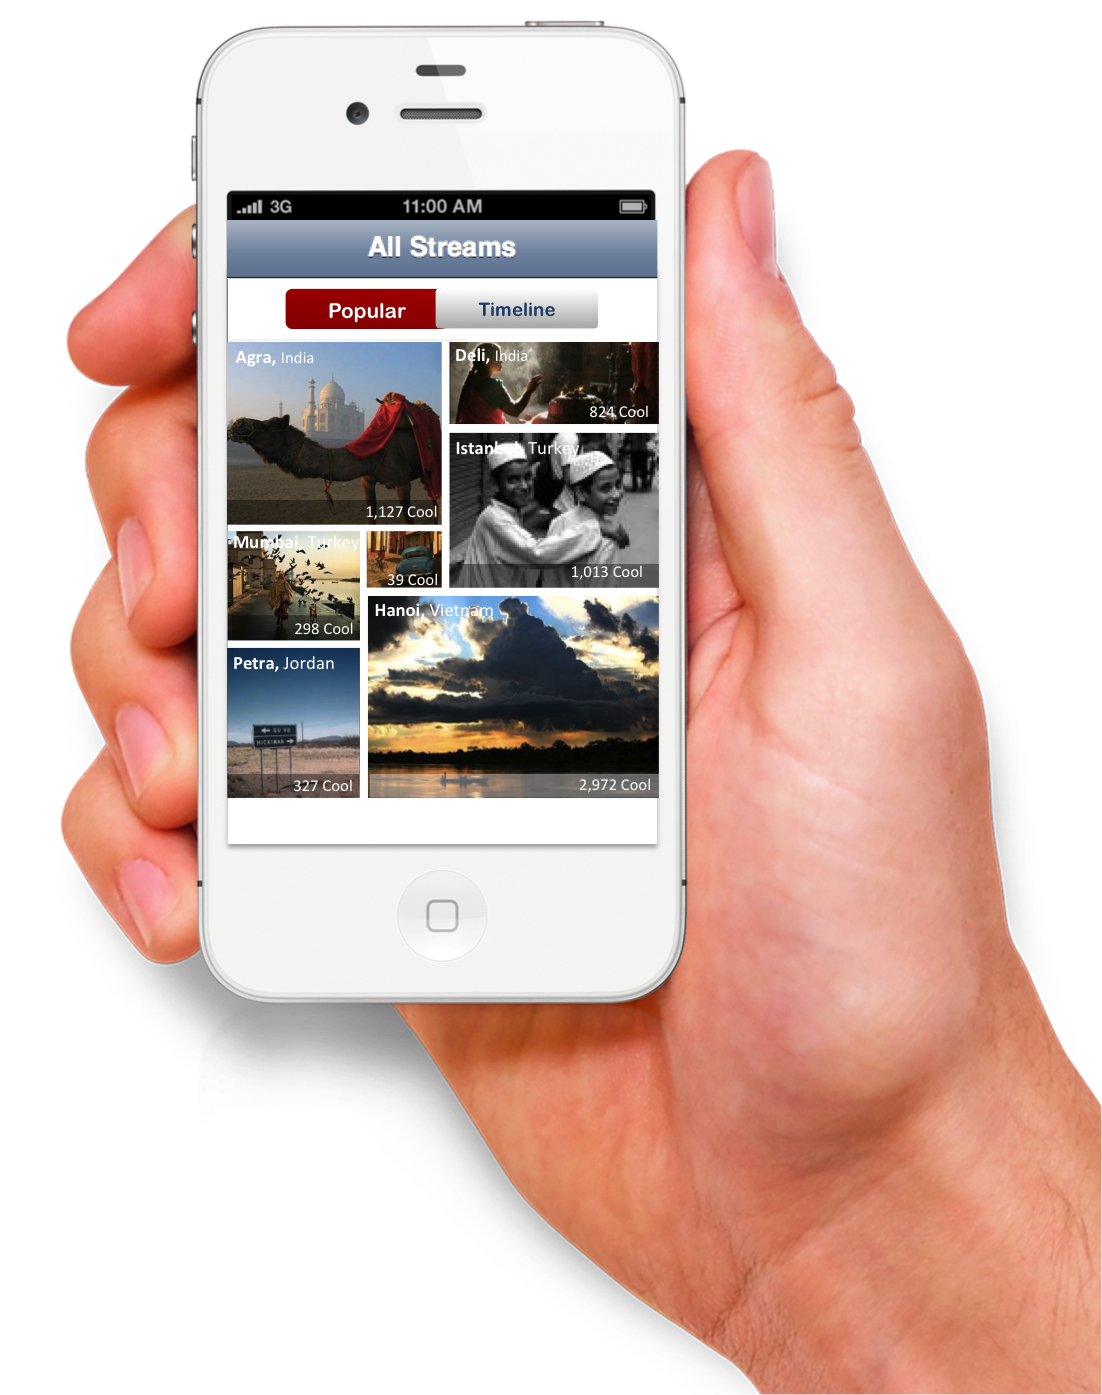 3G 11:00 AM
All Streams
Popular Timeline
Agra, India
1,127 Cool
Deli, India
824 Cool
Istanbul, Turkey
1,013 Cool
Mumbai, Turkey
298 Cool
39 Cool
Hanoi, Vietnam
2,972 Cool
Petra, Jordan
HICKMAN
327 Cool